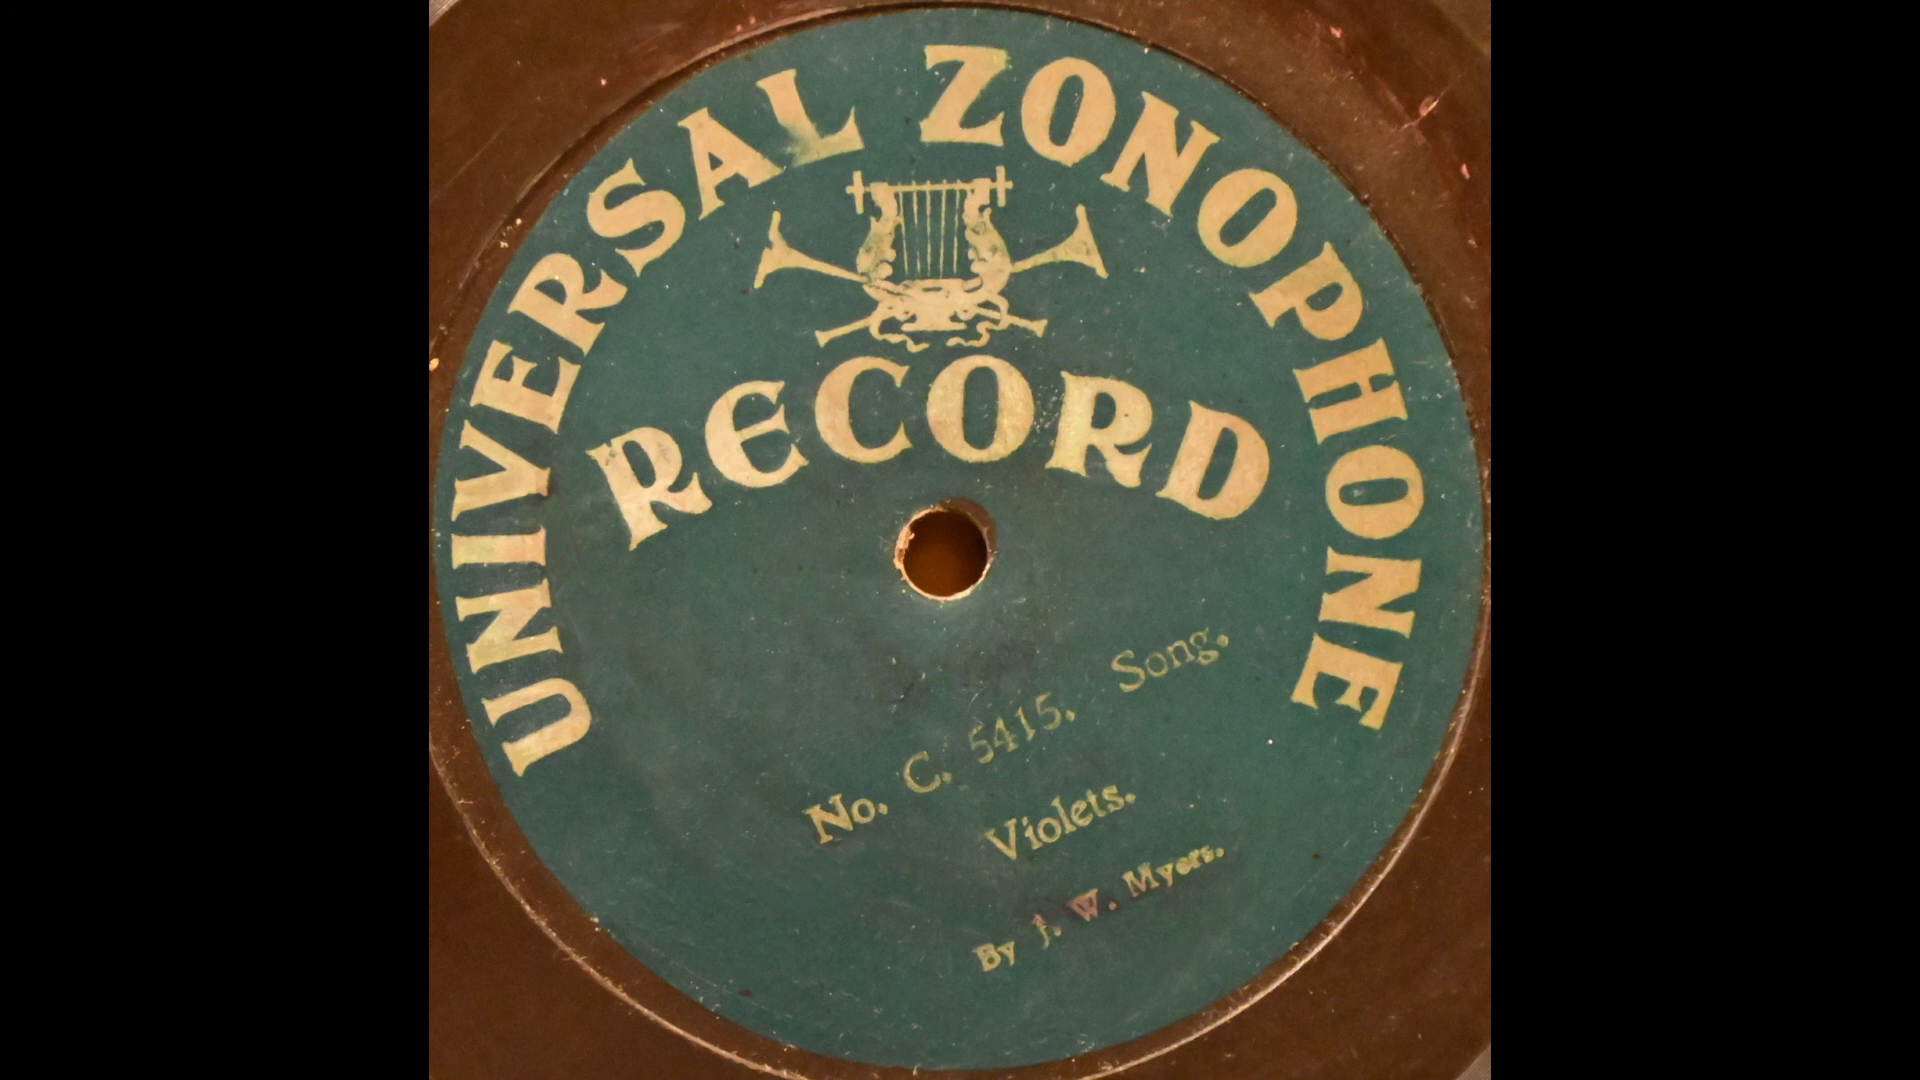 UNIVERSAL ZONOPHONE
RECORD
No. C. 5415. Song.
Violets.
By J. W. Myers.